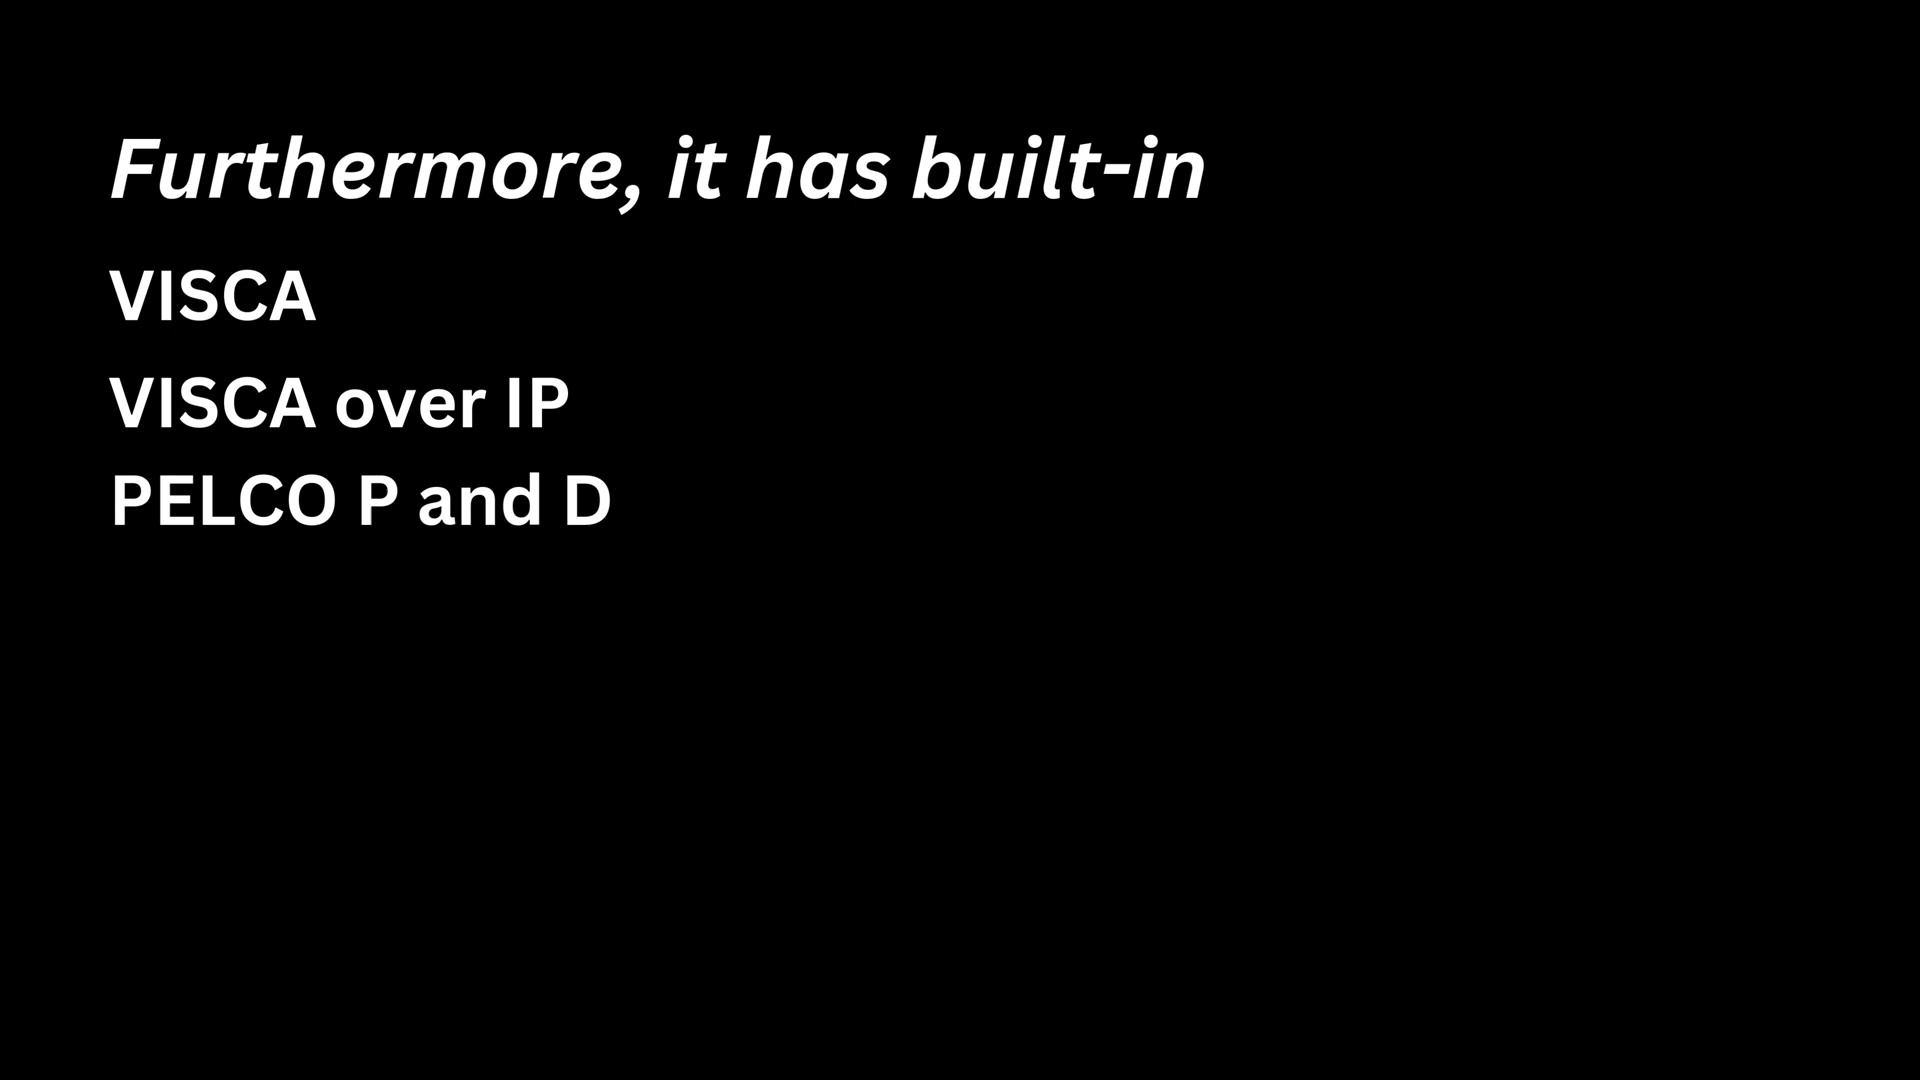 Furthermore, it has built-in
VISCA
VISCA over IP
PELCO P and D